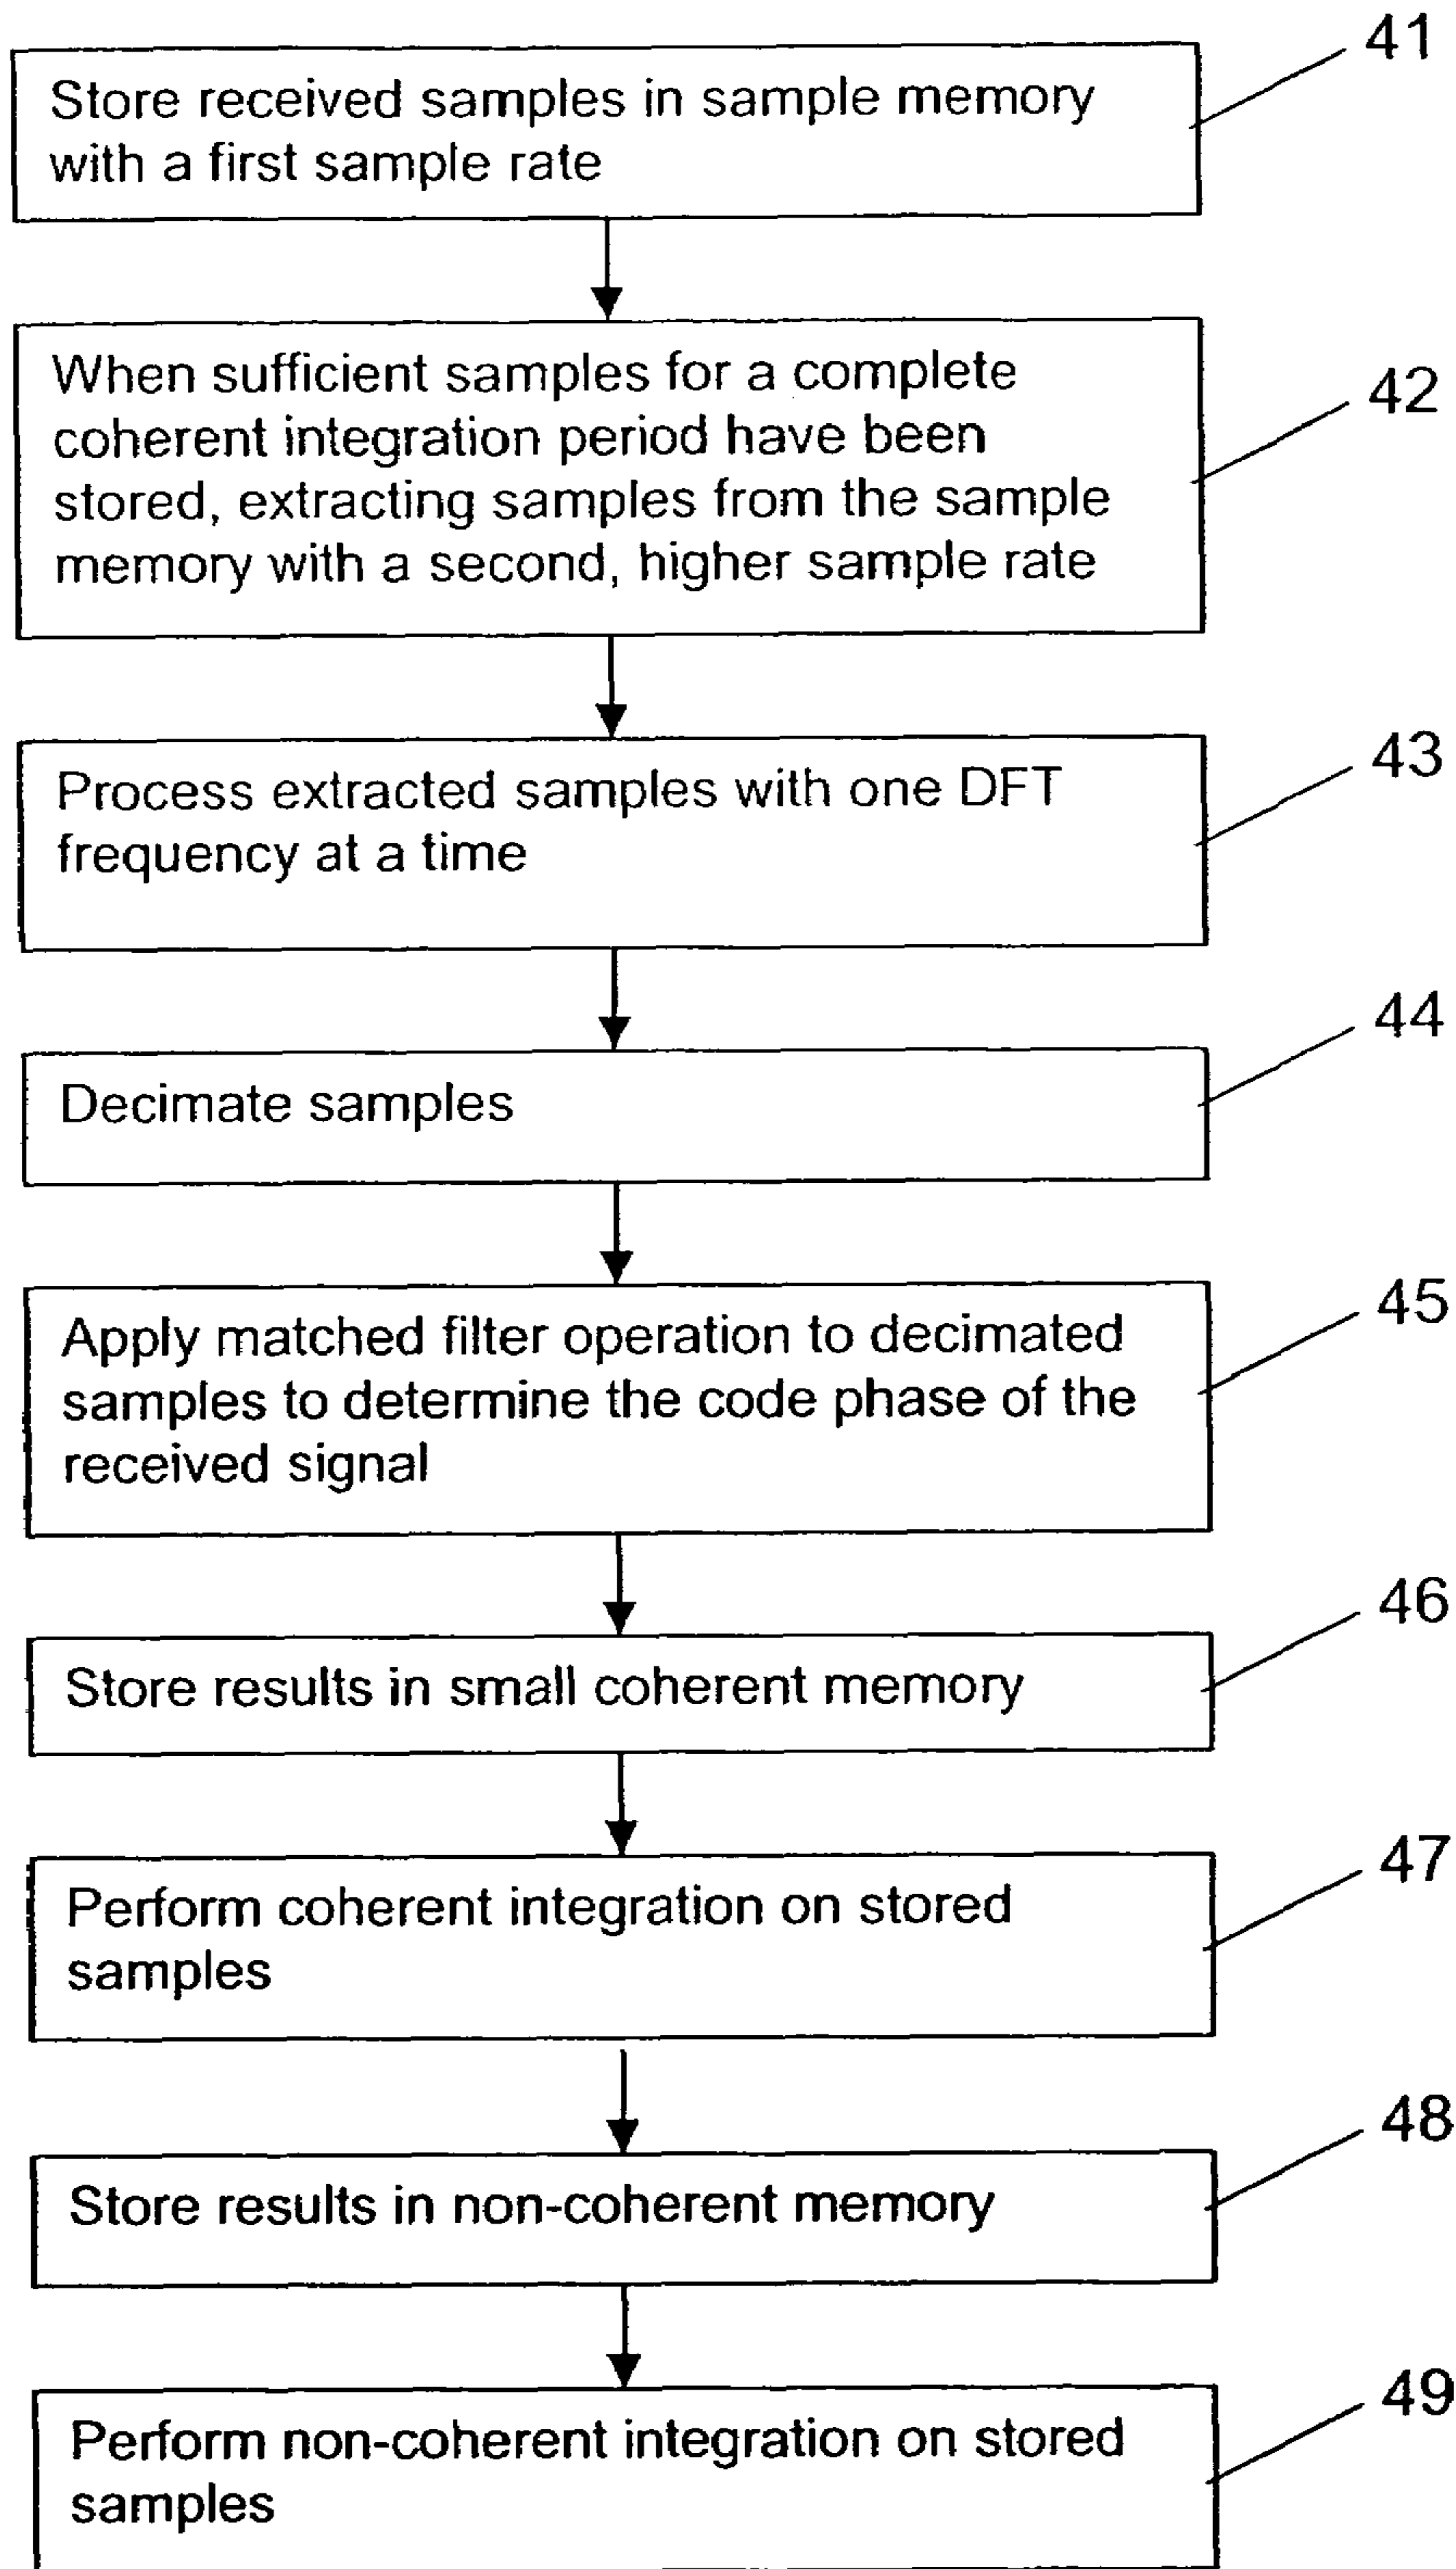 41
Store received samples in sample memory
with a first sample rate
42
When sufficient samples for a complete
coherent integration period have been
stored, extracting samples from the sample
memory with a second, higher sample rate
43
Process extracted samples with one DFT
frequency at a time
44
Decimate samples
45
Apply matched filter operation to decimated
samples to determine the code phase of the
received signal
46
Store results in small coherent memory
47
Perform coherent integration on stored
samples
48
Store results in non-coherent memory
49
Perform non-coherent integration on stored
samples